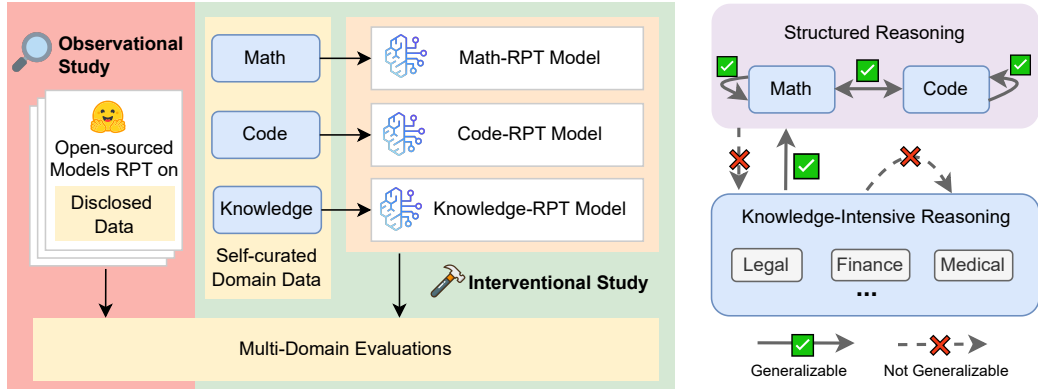 Observational
Study
Open-sourced
Models RPT on
Disclosed
Data
Math
Code
Knowledge
Self-curated
Domain Data
Math-RPT Model
Code-RPT Model
Knowledge-RPT Model
Interventional Study
Multi-Domain Evaluations
Structured Reasoning
Math
Code
Knowledge-Intensive Reasoning
Legal
Finance
Medical
...
Generalizable
Not Generalizable